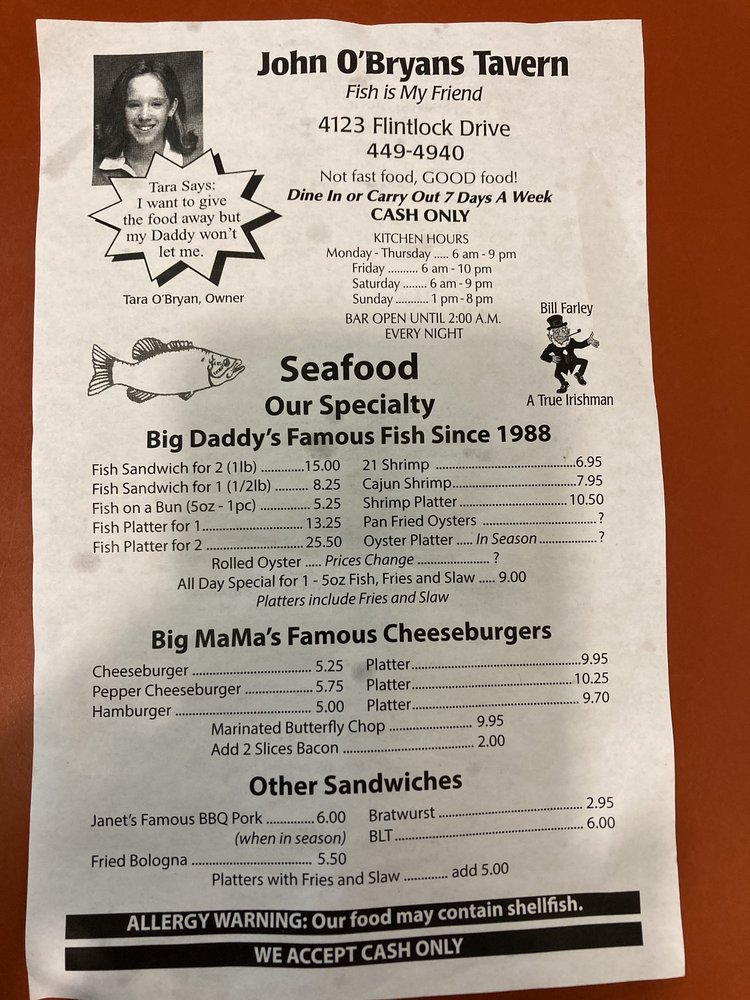 John O'Bryans Tavern
Fish is My Friend
4123 Flintlock Drive
449-4940
Not fast food, GOOD food!
Dine In or Carry Out 7 Days A Week
CASH ONLY
Tara Says:
I want to give
the food away but
my Daddy won't
let me.
Tara O'Bryan, Owner
KITCHEN HOURS
Monday - Thursday ..... 6 am - 9 pm
Friday .......... 6 am - 10 pm
Saturday ........ 6 am - 9 pm
Sunday ........... 1 pm - 8 pm
BAR OPEN UNTIL 2:00 A.M.
EVERY NIGHT
Bill Farley
A True Irishman
Seafood
Our Specialty
Big Daddy's Famous Fish Since 1988
Fish Sandwich for 2 (1lb) .............15.00
Fish Sandwich for 1 (1/2lb) .......... 8.25
Fish on a Bun (5oz - 1pc) ............... 5.25
Fish Platter for 1............................... 13.25
Fish Platter for 2 .............................. 25.50
21 Shrimp ..........................................6.95
Cajun Shrimp.....................................7.95
Shrimp Platter.................................10.50
Pan Fried Oysters ..................................?
Oyster Platter ..... In Season ..................?
Rolled Oyster ..... Prices Change ...................... ?
All Day Special for 1 - 5oz Fish, Fries and Slaw ..... 9.00
Platters include Fries and Slaw
Big MaMa's Famous Cheeseburgers
Cheeseburger .................................... 5.25
Pepper Cheeseburger ..................... 5.75
Hamburger ......................................... 5.00
Platter...................................................9.95
Platter.................................................10.25
Platter................................................... 9.70
Marinated Butterfly Chop ......................... 9.95
Add 2 Slices Bacon ........................................ 2.00
Other Sandwiches
Janet's Famous BBQ Pork ..............6.00
(when in season)
Fried Bologna .................................... 5.50
Bratwurst ........................................... 2.95
BLT........................................................ 6.00
Platters with Fries and Slaw ............. add 5.00
ALLERGY WARNING: Our food may contain shellfish.
WE ACCEPT CASH ONLY